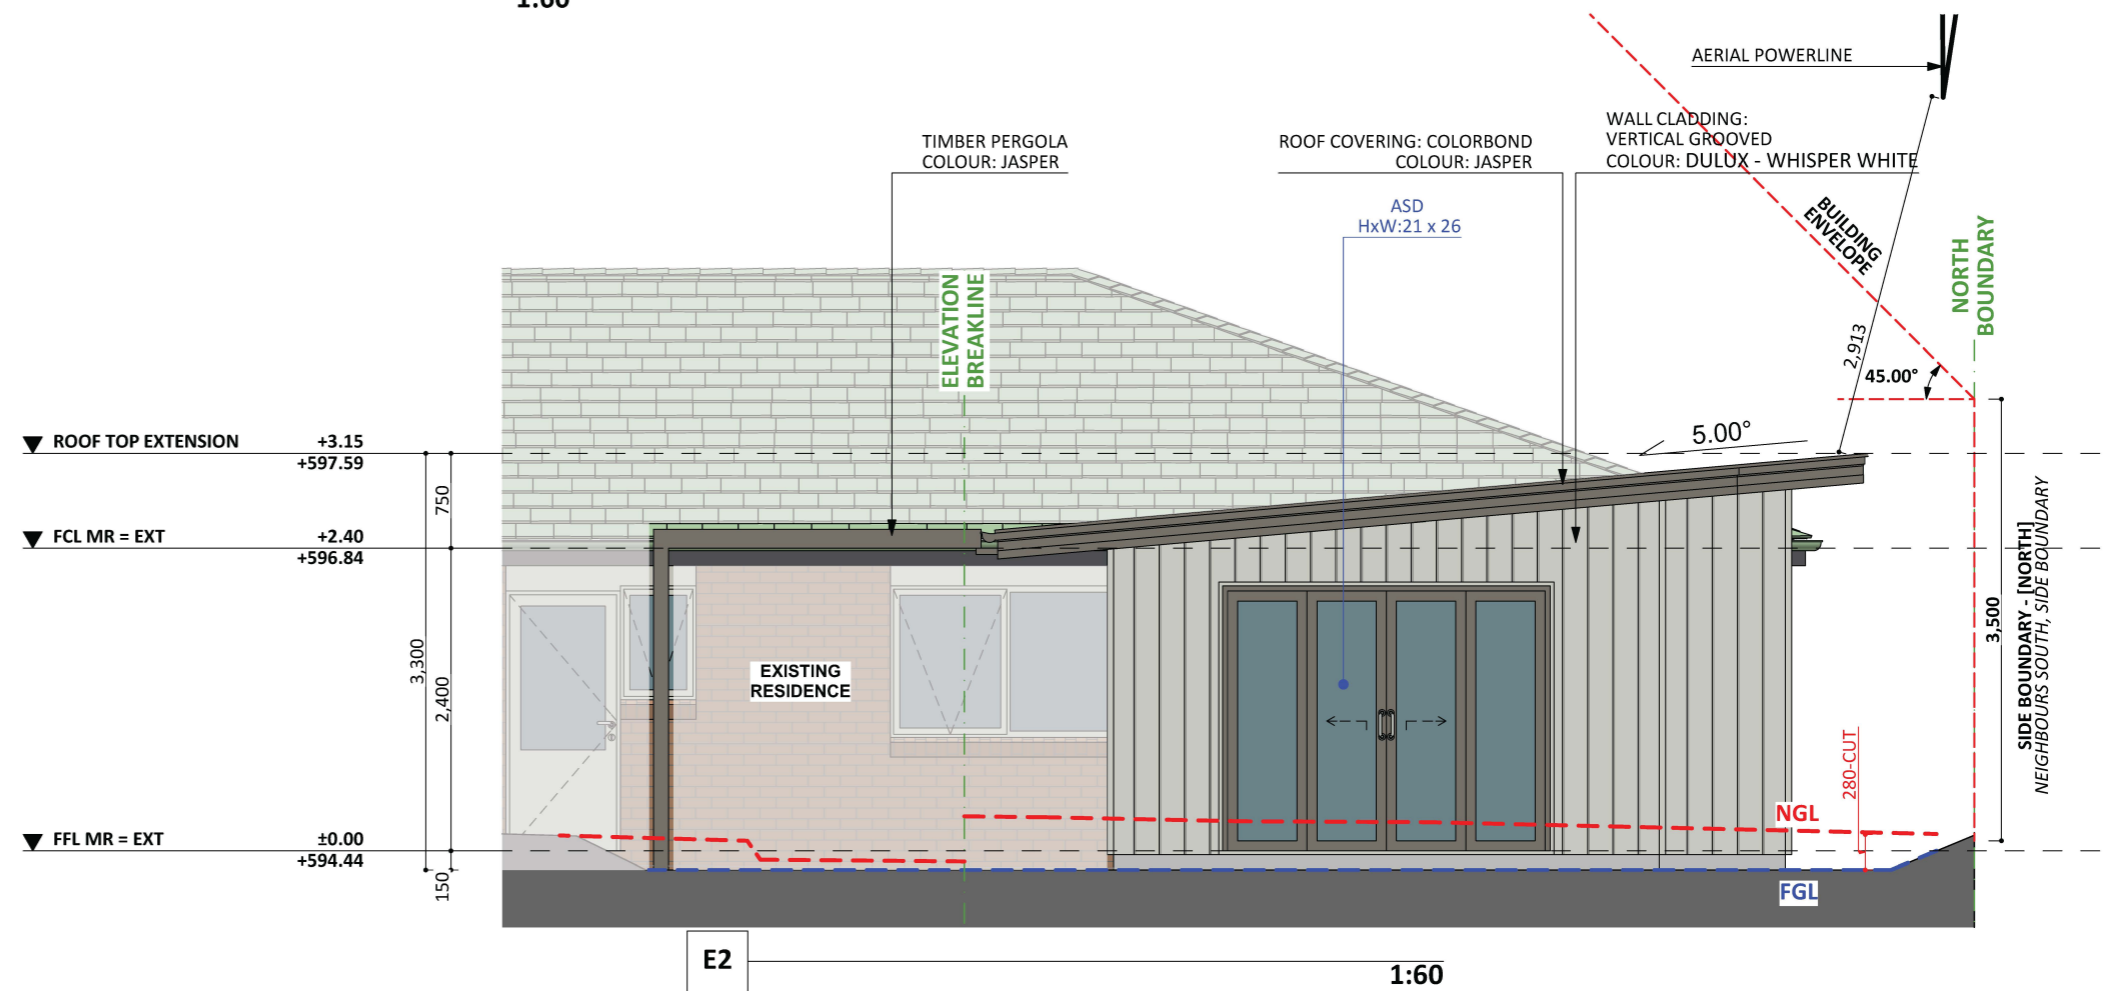 1:60
AERIAL POWERLINE
TIMBER PERGOLA
COLOUR: JASPER
ROOF COVERING: COLORBOND
COLOUR: JASPER
WALL CLADDING:
VERTICAL GROOVED
COLOUR: DULUX - WHISPER WHITE
ASD
HxW:21 x 26
BUILDING
ENVELOPE
NORTH
BOUNDARY
ELEVATION
BREAKLINE
2,913
45.00°
5.00°
ROOF TOP EXTENSION +3.15
+597.59
750
FCL MR = EXT +2.40
+596.84
3,300
2,400
EXISTING
RESIDENCE
3,500
SIDE BOUNDARY - [NORTH]
NEIGHBOURS SOUTH, SIDE BOUNDARY
280-CUT
NGL
FFL MR = EXT ±0.00
+594.44
150
FGL
E2
1:60